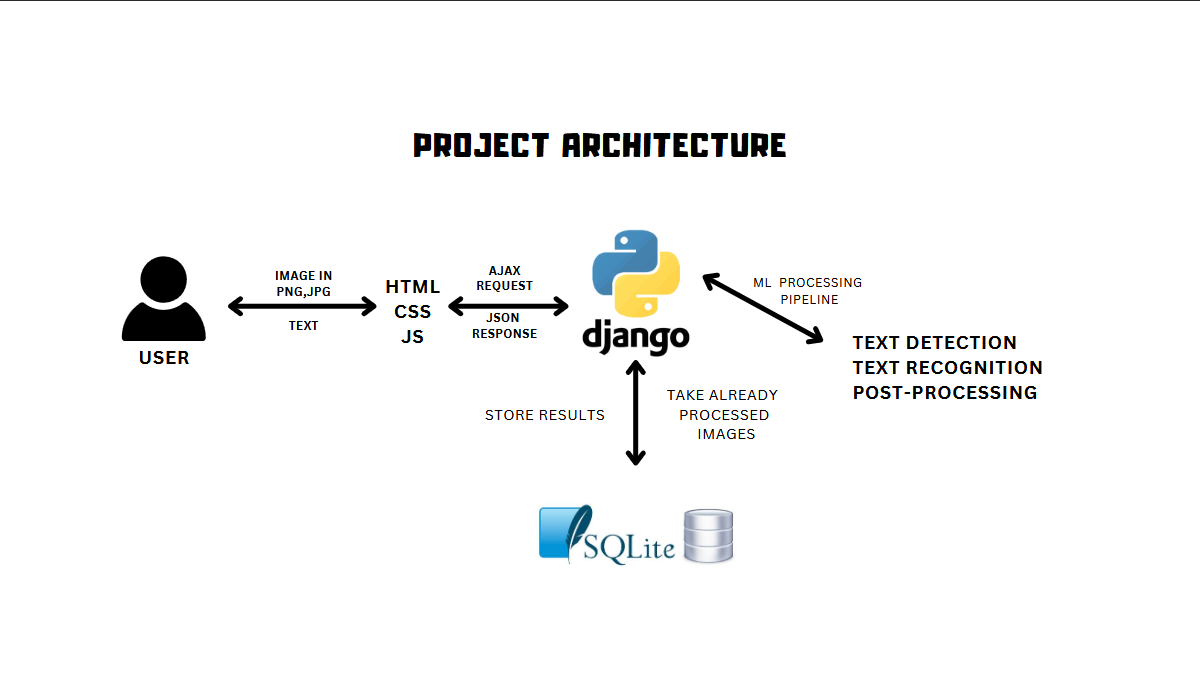 PROJECT ARCHITECTURE
IMAGE IN
PNG,JPG
TEXT
USER
HTML
CSS
JS
AJAX
REQUEST
JSON
RESPONSE
django
ML PROCESSING
PIPELINE
TEXT DETECTION
TEXT RECOGNITION
POST-PROCESSING
STORE RESULTS
TAKE ALREADY
PROCESSED
IMAGES
SQLite